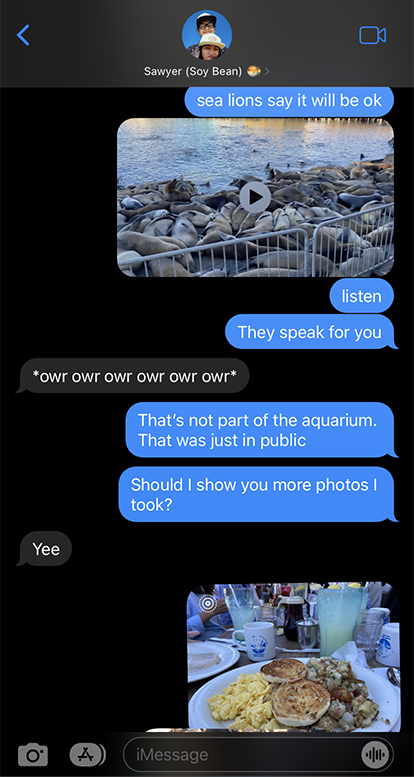 Sawyer (Soy Bean)
sea lions say it will be ok
listen
They speak for you
*owr owr owr owr owr owr*
That's not part of the aquarium.
That was just in public
Should I show you more photos I
took?
Yee
iMessage